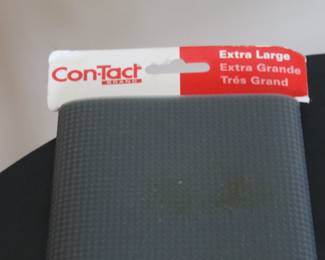 Con-Tact
BRAND
Extra Large
Extra Grande
Trés Grand